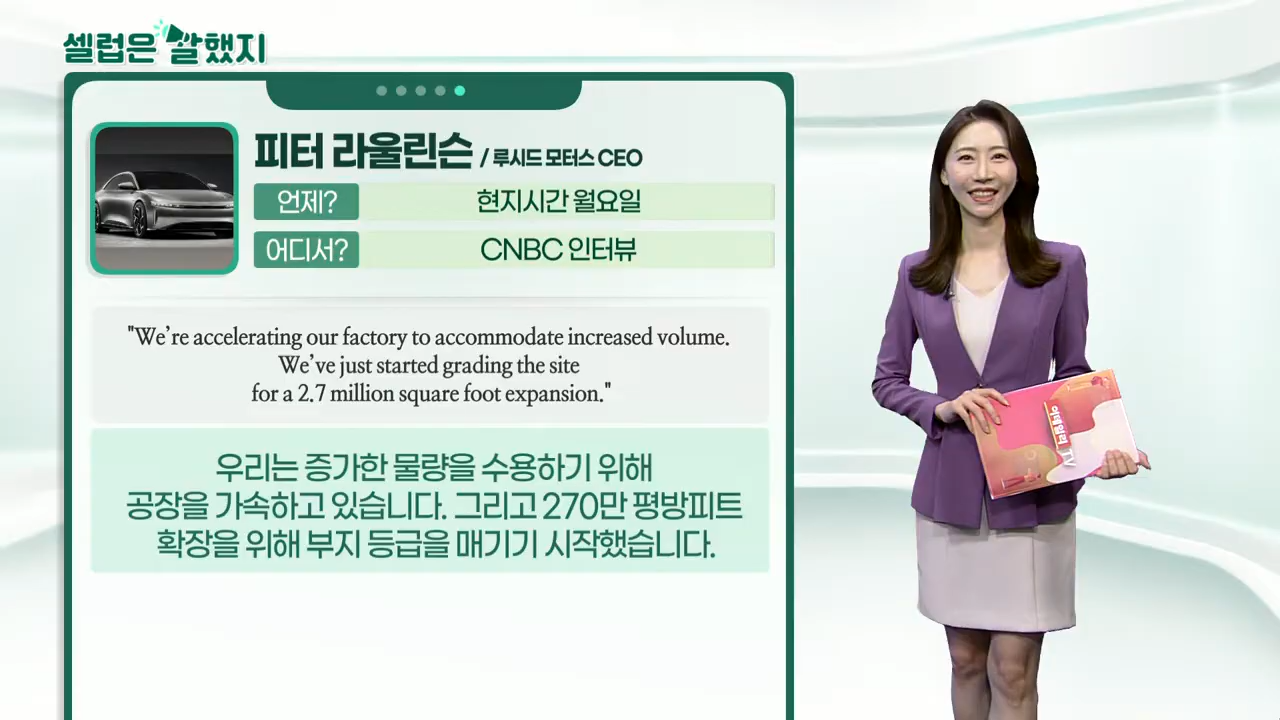 셀럽은 말했지
피터 라울린슨 / 루시드 모터스 CEO
언제? 현지시간 월요일
어디서? CNBC 인터뷰
"We’re accelerating our factory to accommodate increased volume.
We’ve just started grading the site
for a 2.7 million square foot expansion."
우리는 증가한 물량을 수용하기 위해
공장을 가속하고 있습니다. 그리고 270만 평방피트
확장을 위해 부지 등급을 매기기 시작했습니다.